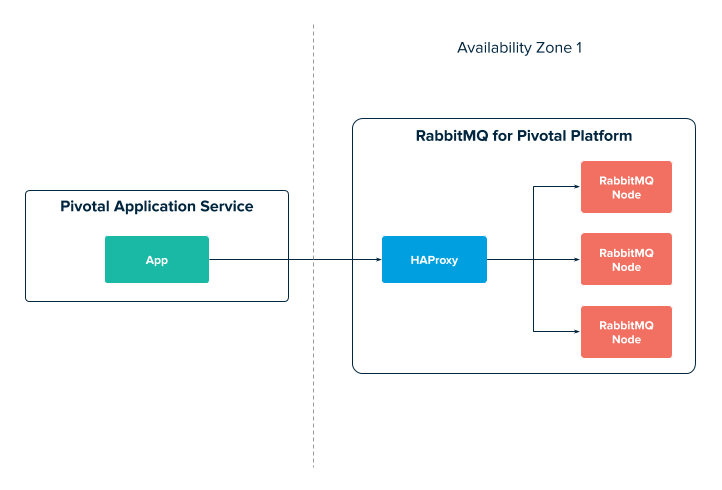 Availability Zone 1
RabbitMQ for Pivotal Platform
Pivotal Application Service
App
HAProxy
RabbitMQ
Node
RabbitMQ
Node
RabbitMQ
Node